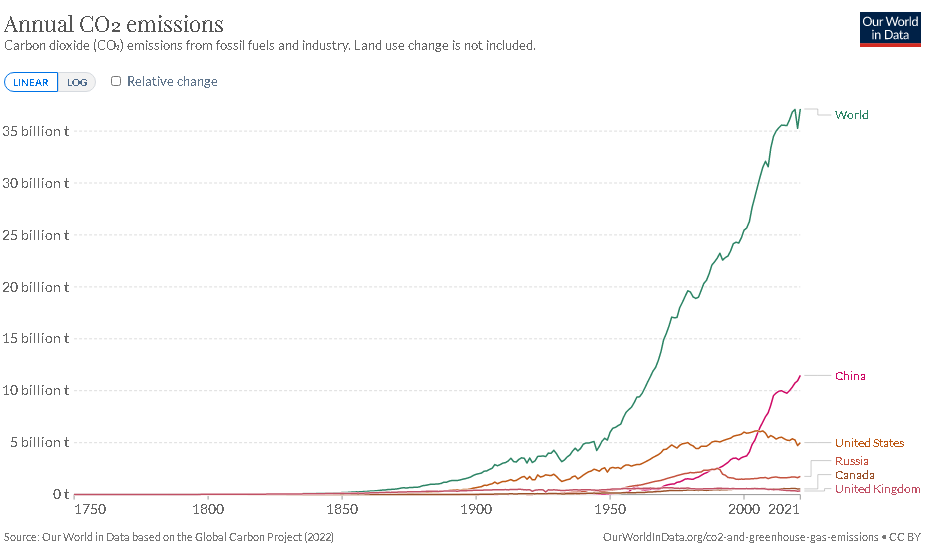 Annual CO₂ emissions
Carbon dioxide (CO₂) emissions from fossil fuels and industry. Land use change is not included.
Our World
in Data
LINEAR LOG Relative change
35 billion t
30 billion t
25 billion t
20 billion t
15 billion t
10 billion t
5 billion t
0 t
World
China
United States
Russia
Canada
United Kingdom
1750 1800 1850 1900 1950 2000 2021
Source: Our World in Data based on the Global Carbon Project (2022)
OurWorldInData.org/co2-and-greenhouse-gas-emissions • CC BY